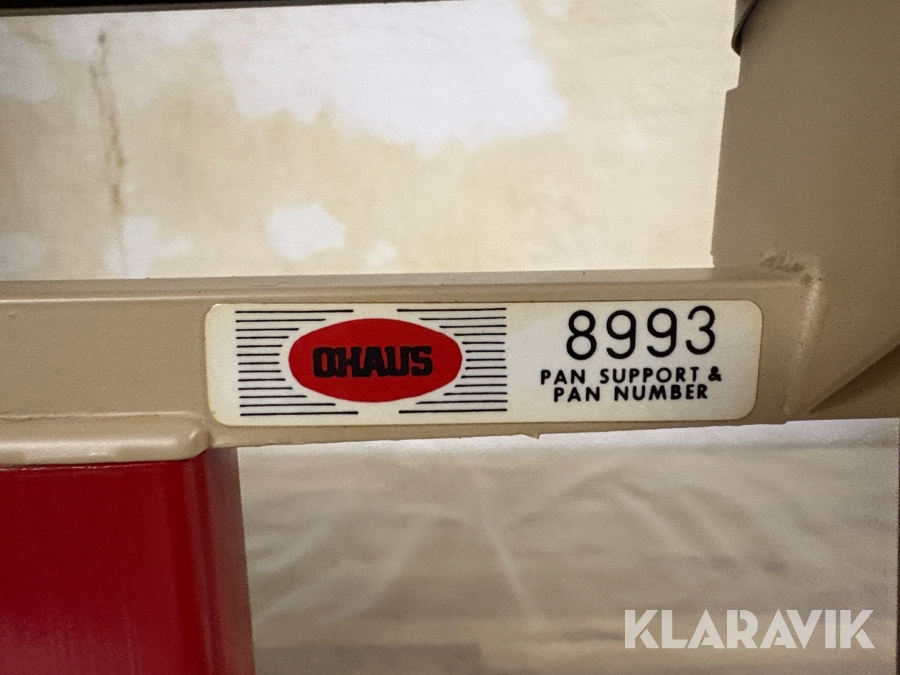 OHAUS
8993
PAN SUPPORT &
PAN NUMBER
KLARAVIK